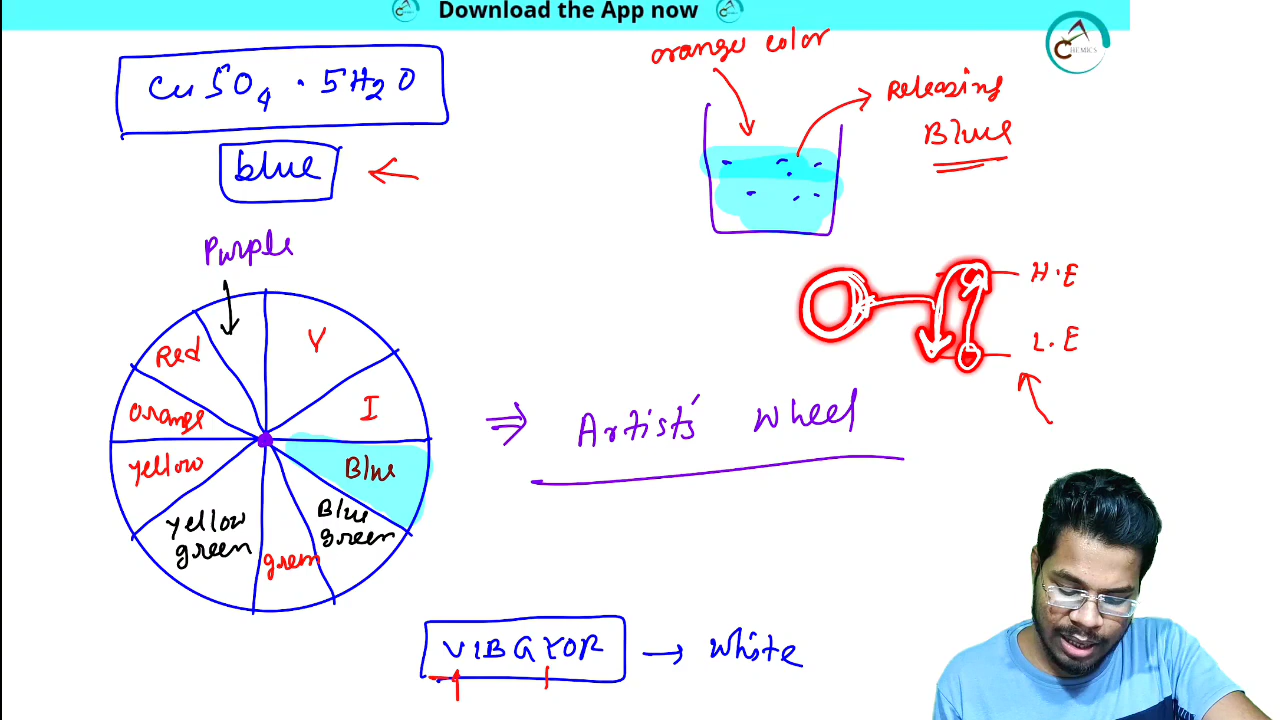 Download the App now
CHEMICS
CuSO4 · 5H2O
blue
orange color
Releasing
Blue
Purple
Red
V
orange
I
yellow
Blue
yellow
green
green
Blue
green
H.E
L.E
⇒ Artists' Wheel
VIBGYOR → White